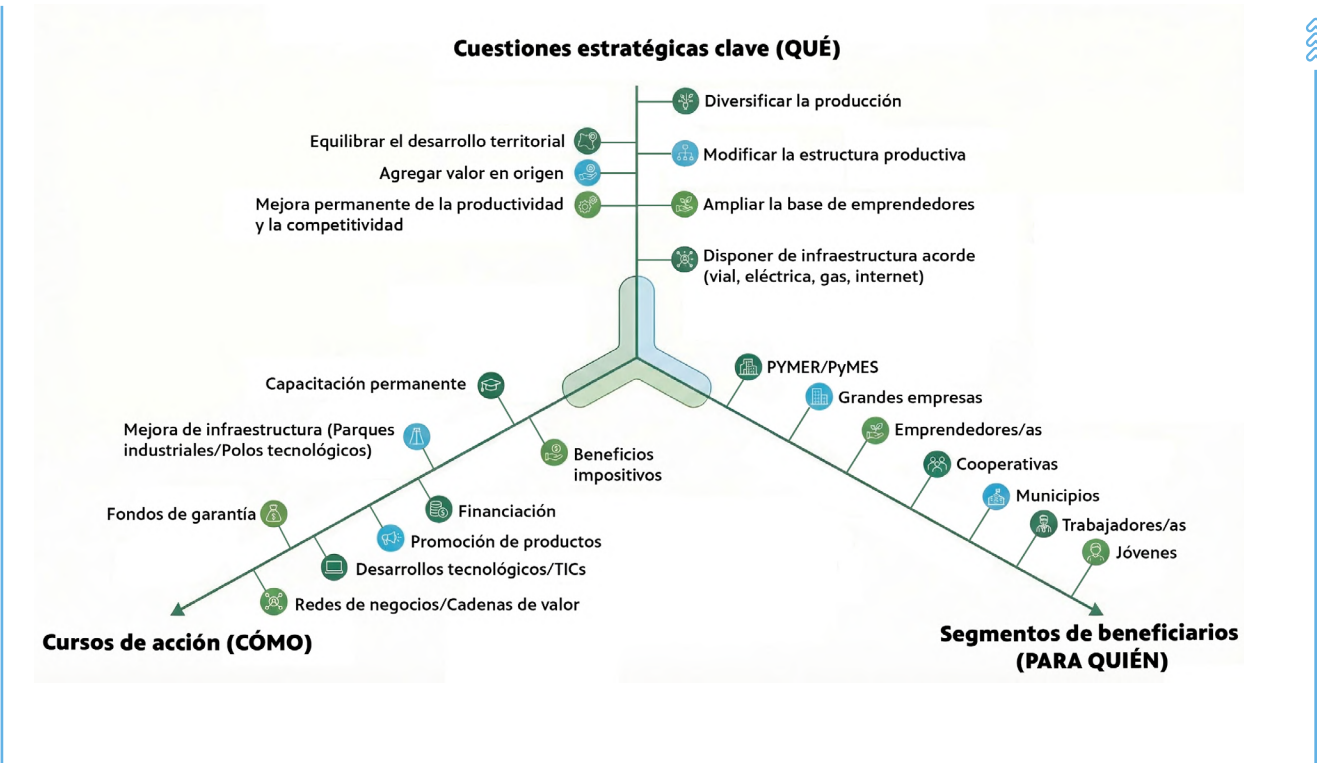 Cuestiones estratégicas clave (QUÉ)
Diversificar la producción
Equilibrar el desarrollo territorial
Modificar la estructura productiva
Agregar valor en origen
Mejora permanente de la productividad
y la competitividad
Ampliar la base de emprendedores
Disponer de infraestructura acorde
(vial, eléctrica, gas, internet)
Capacitación permanente
Mejora de infraestructura (Parques
industriales/Polos tecnológicos)
Beneficios
impositivos
Fondos de garantía
Financiación
Promoción de productos
Desarrollos tecnológicos/TICs
Redes de negocios/Cadenas de valor
Cursos de acción (CÓMO)
PYMER/PyMES
Grandes empresas
Emprendedores/as
Cooperativas
Municipios
Trabajadores/as
Jóvenes
Segmentos de beneficiarios
(PARA QUIÉN)